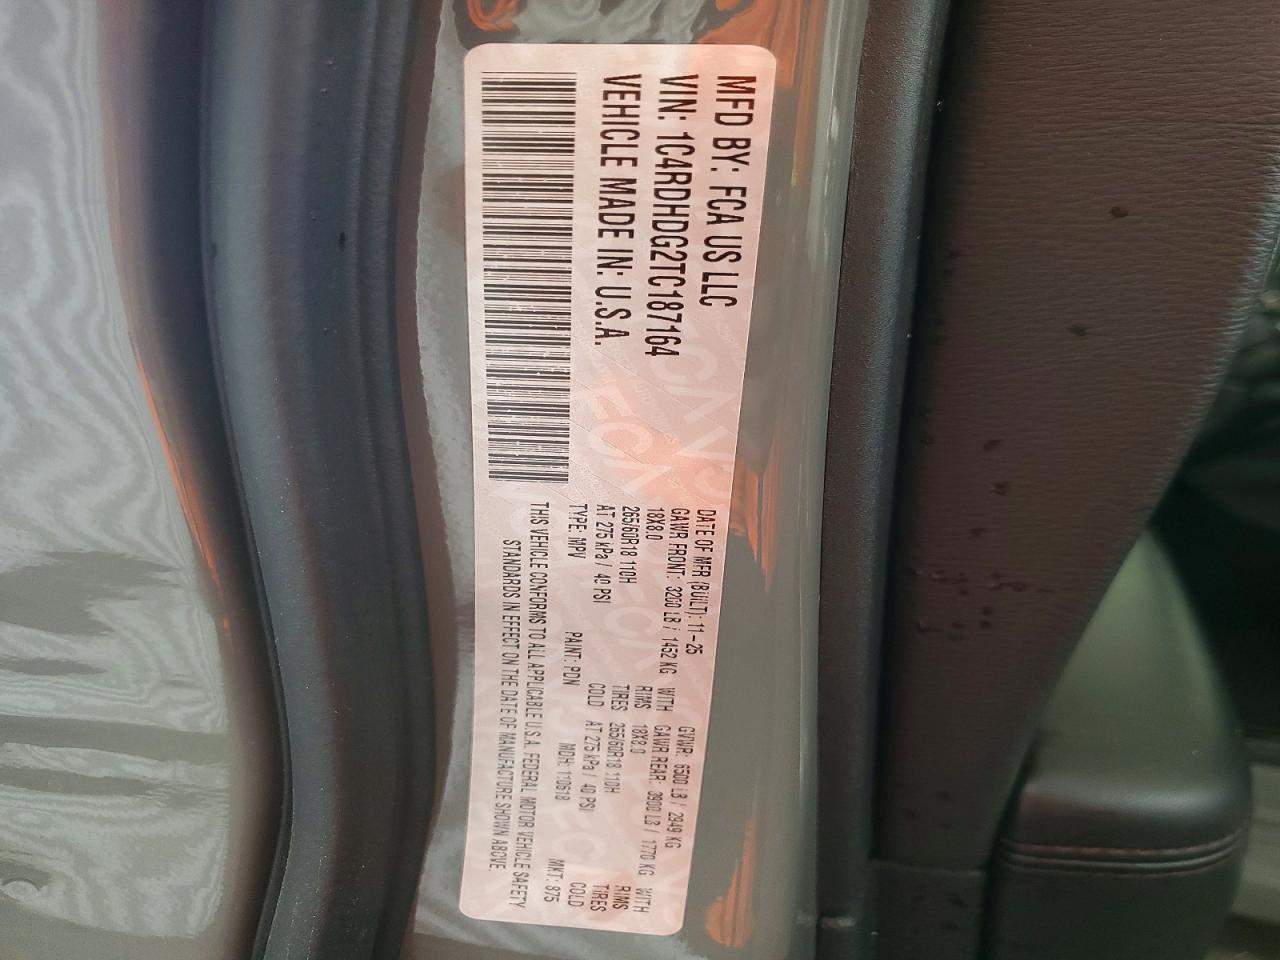 MFD BY: FCA US LLC
VIN: 1C4RDHDG2TC187164
VEHICLE MADE IN: U.S.A.
DATE OF MFR (BUILT): 11-25 GVWR: 6500 LB / 2949 KG
GAWR FRONT: 3200 LB / 1452 KG WITH GAWR REAR: 3900 LB / 1770 KG WITH
18X8.0 RIMS 18X8.0 RIMS
265/60R18 110H TIRES 265/60R18 110H TIRES
AT 275 kPa / 40 PSI COLD AT 275 kPa / 40 PSI COLD
TYPE: MPV PAINT: PDN MDH: 110618 MKT: 875
THIS VEHICLE CONFORMS TO ALL APPLICABLE U.S.A. FEDERAL MOTOR VEHICLE SAFETY
STANDARDS IN EFFECT ON THE DATE OF MANUFACTURE SHOWN ABOVE.